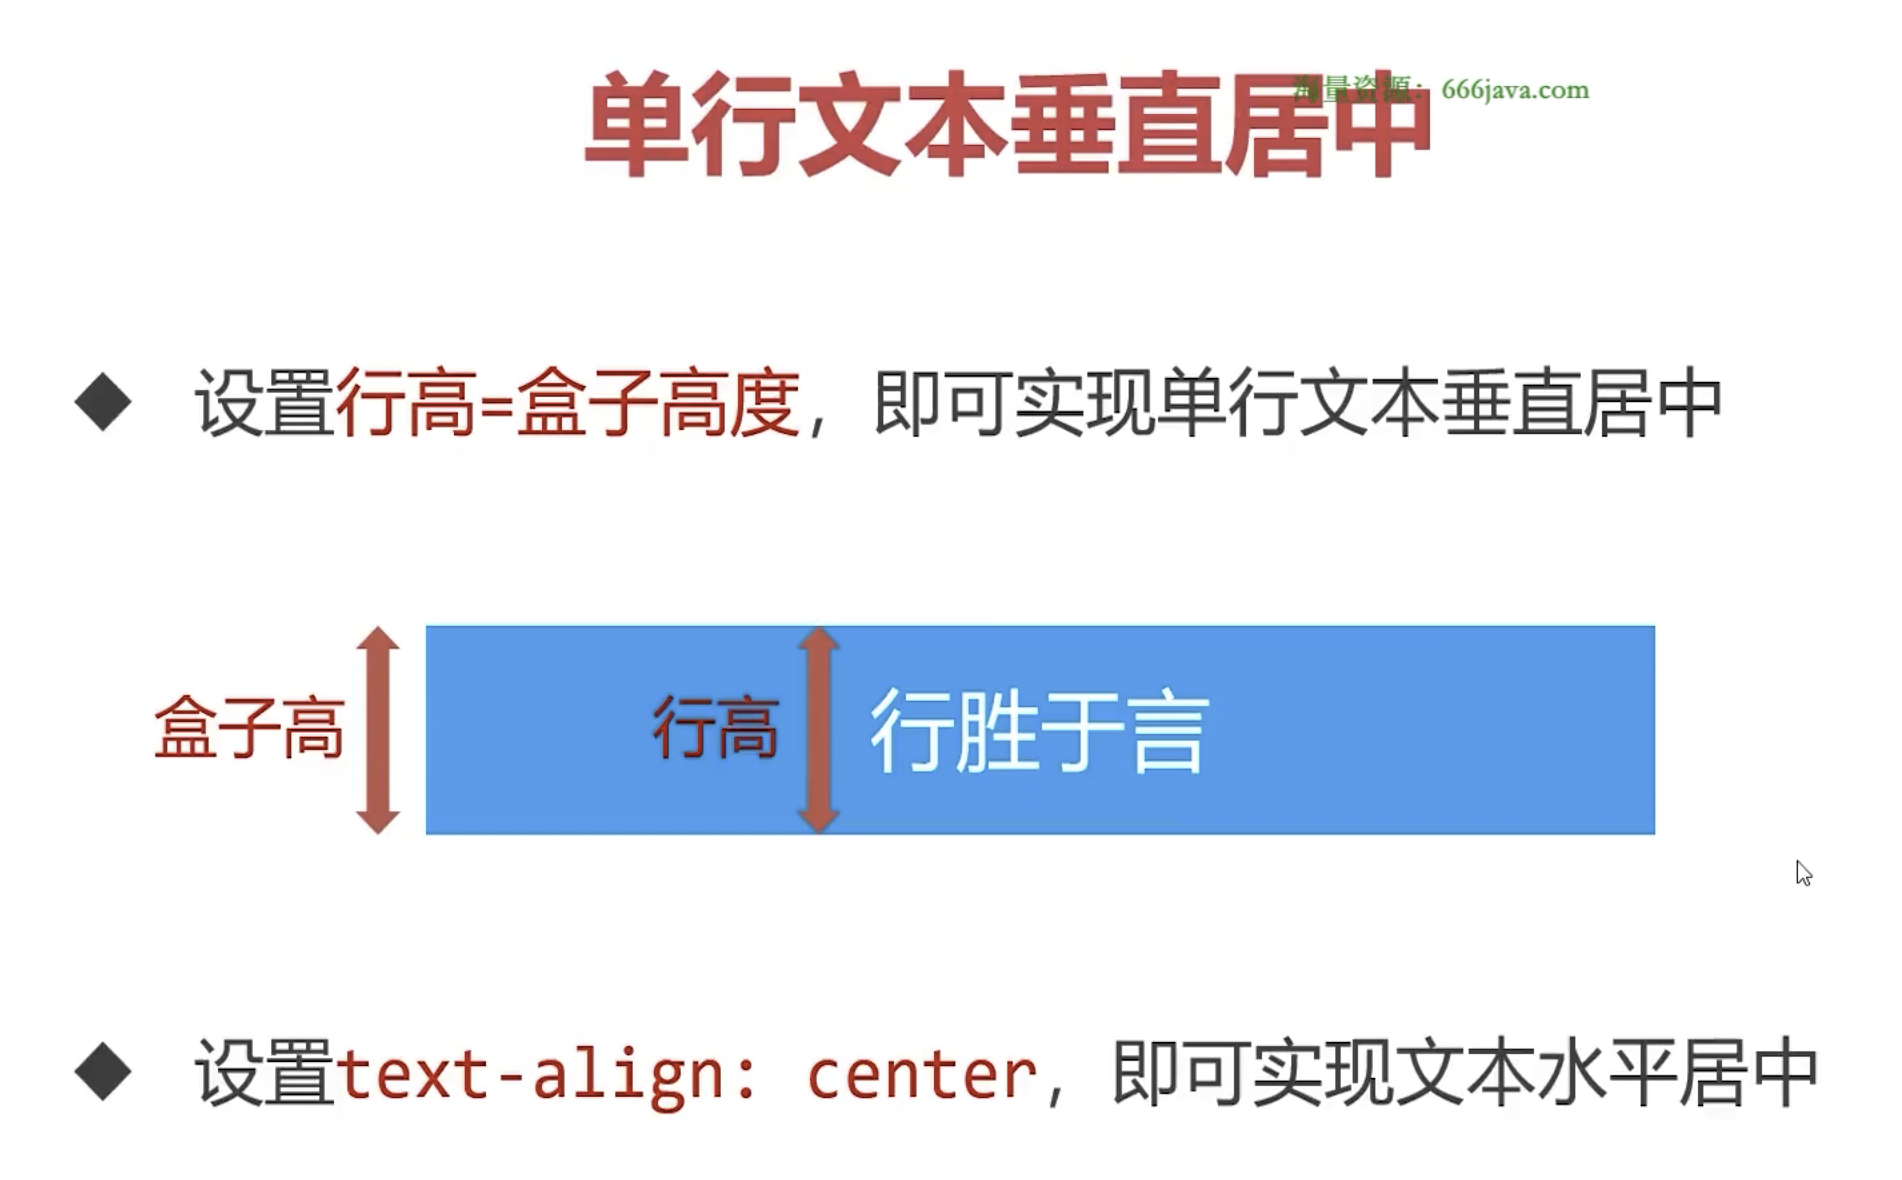 海量资源：666java.com
单行文本垂直居中
◆ 设置行高=盒子高度，即可实现单行文本垂直居中
盒子高 行高 行胜于言
◆ 设置text-align: center，即可实现文本水平居中